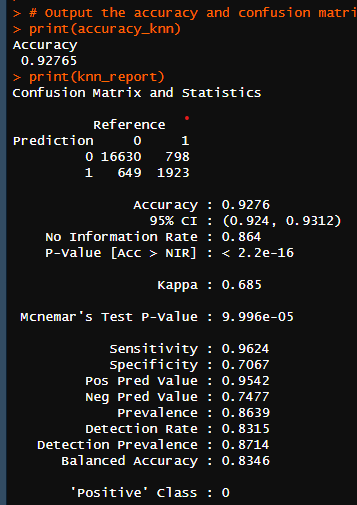 > # Output the accuracy and confusion matri
> print(accuracy_knn)
Accuracy
 0.92765
> print(knn_report)
Confusion Matrix and Statistics

          Reference
Prediction     0     1
         0 16630   798
         1   649  1923

               Accuracy : 0.9276
                 95% CI : (0.924, 0.9312)
    No Information Rate : 0.864
    P-Value [Acc > NIR] : < 2.2e-16

                  Kappa : 0.685

 Mcnemar's Test P-Value : 9.996e-05

            Sensitivity : 0.9624
            Specificity : 0.7067
         Pos Pred Value : 0.9542
         Neg Pred Value : 0.7477
             Prevalence : 0.8639
         Detection Rate : 0.8315
   Detection Prevalence : 0.8714
      Balanced Accuracy : 0.8346

       'Positive' Class : 0